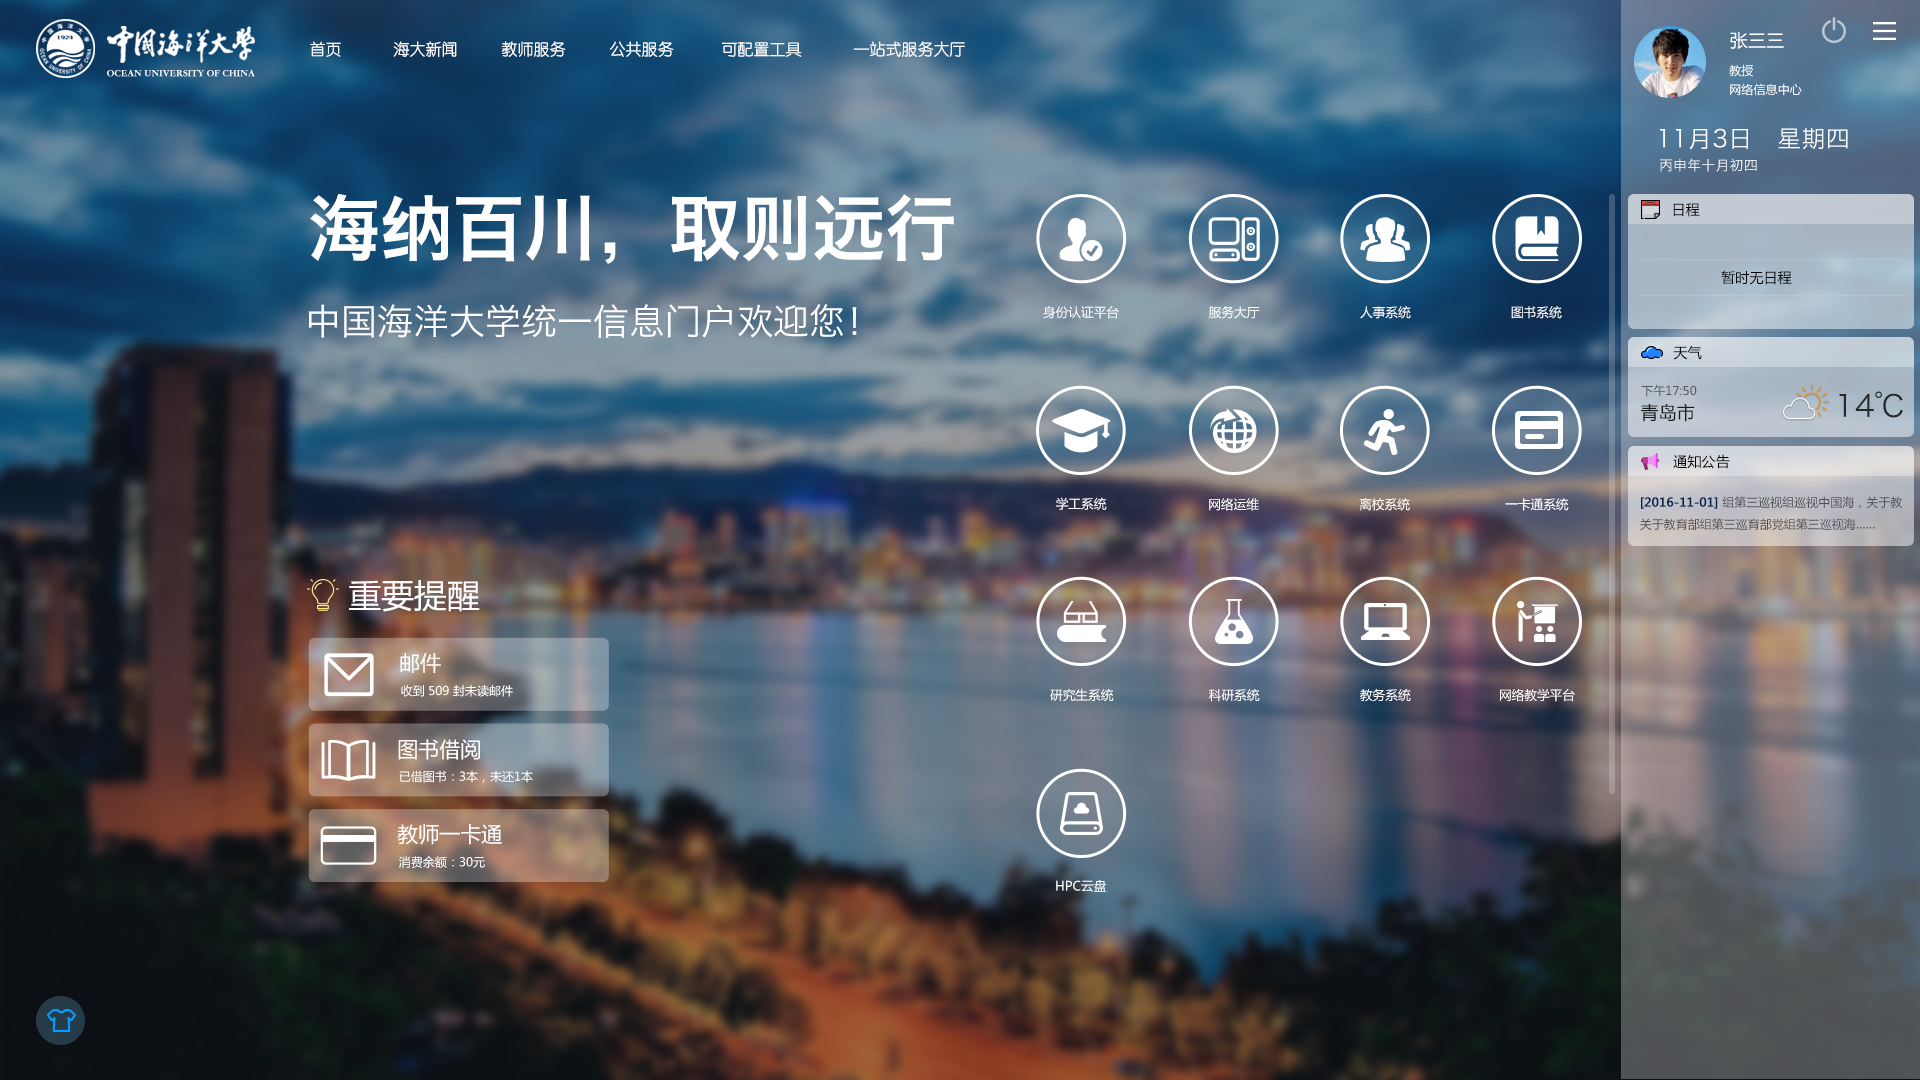 中国海洋大學
OCEAN UNIVERSITY OF CHINA
1924
首页 海大新闻 教师服务 公共服务 可配置工具 一站式服务大厅
张三三
教授
网络信息中心
11月3日 星期四
丙申年十月初四
海纳百川，取则远行
中国海洋大学统一信息门户欢迎您！
身份认证平台 服务大厅 人事系统 图书系统
学工系统 网络运维 离校系统 一卡通系统
研究生系统 科研系统 教务系统 网络教学平台
HPC云盘
重要提醒
邮件
收到 509 封未读邮件
图书借阅
已借图书：3本，未还1本
教师一卡通
消费余额：30元
日程
暂时无日程
天气
下午17:50
青岛市
14℃
通知公告
[2016-11-01] 组第三巡视组巡视中国海，关于教
关于教育部组第三巡育部党组第三巡视海......